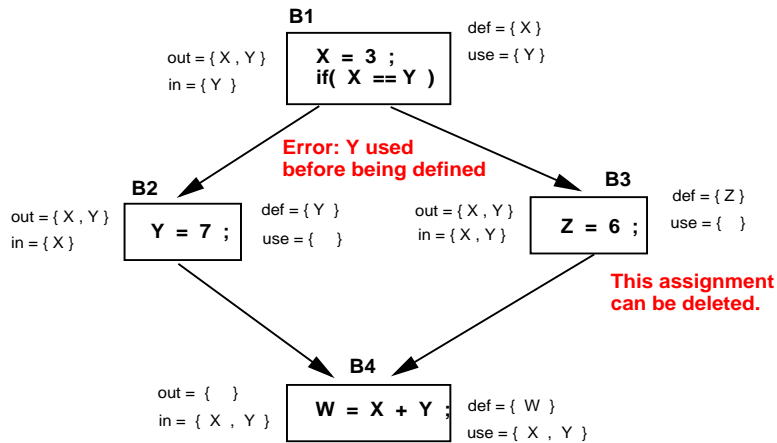 B1
out = { X , Y }
in = { Y }
X = 3 ;
if( X == Y )
def = { X }
use = { Y }
Error: Y used
before being defined
B2
out = { X , Y }
in = { X }
Y = 7 ;
def = { Y }
use = { }
B3
out = { X , Y }
in = { X , Y }
Z = 6 ;
def = { Z }
use = { }
This assignment
can be deleted.
B4
out = { }
in = { X , Y }
W = X + Y ;
def = { W }
use = { X , Y }